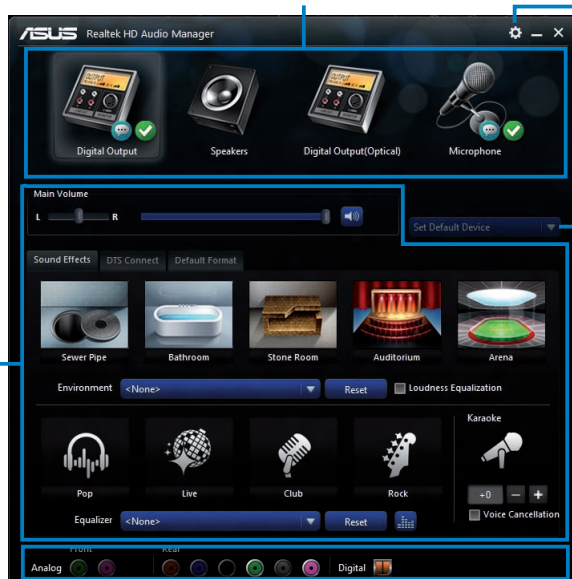 ASUS Realtek HD Audio Manager
OUTPUT OUTPUT
Digital Output Speakers Digital Output(Optical) Microphone
Main Volume
L R
Set Default Device
Sound Effects DTS Connect Default Format
Sewer Pipe Bathroom Stone Room Auditorium Arena
Environment <None> Reset Loudness Equalization
Karaoke
Pop Live Club Rock
+0 - +
Equalizer <None> Reset Voice Cancellation
Front Rear
Analog Digital